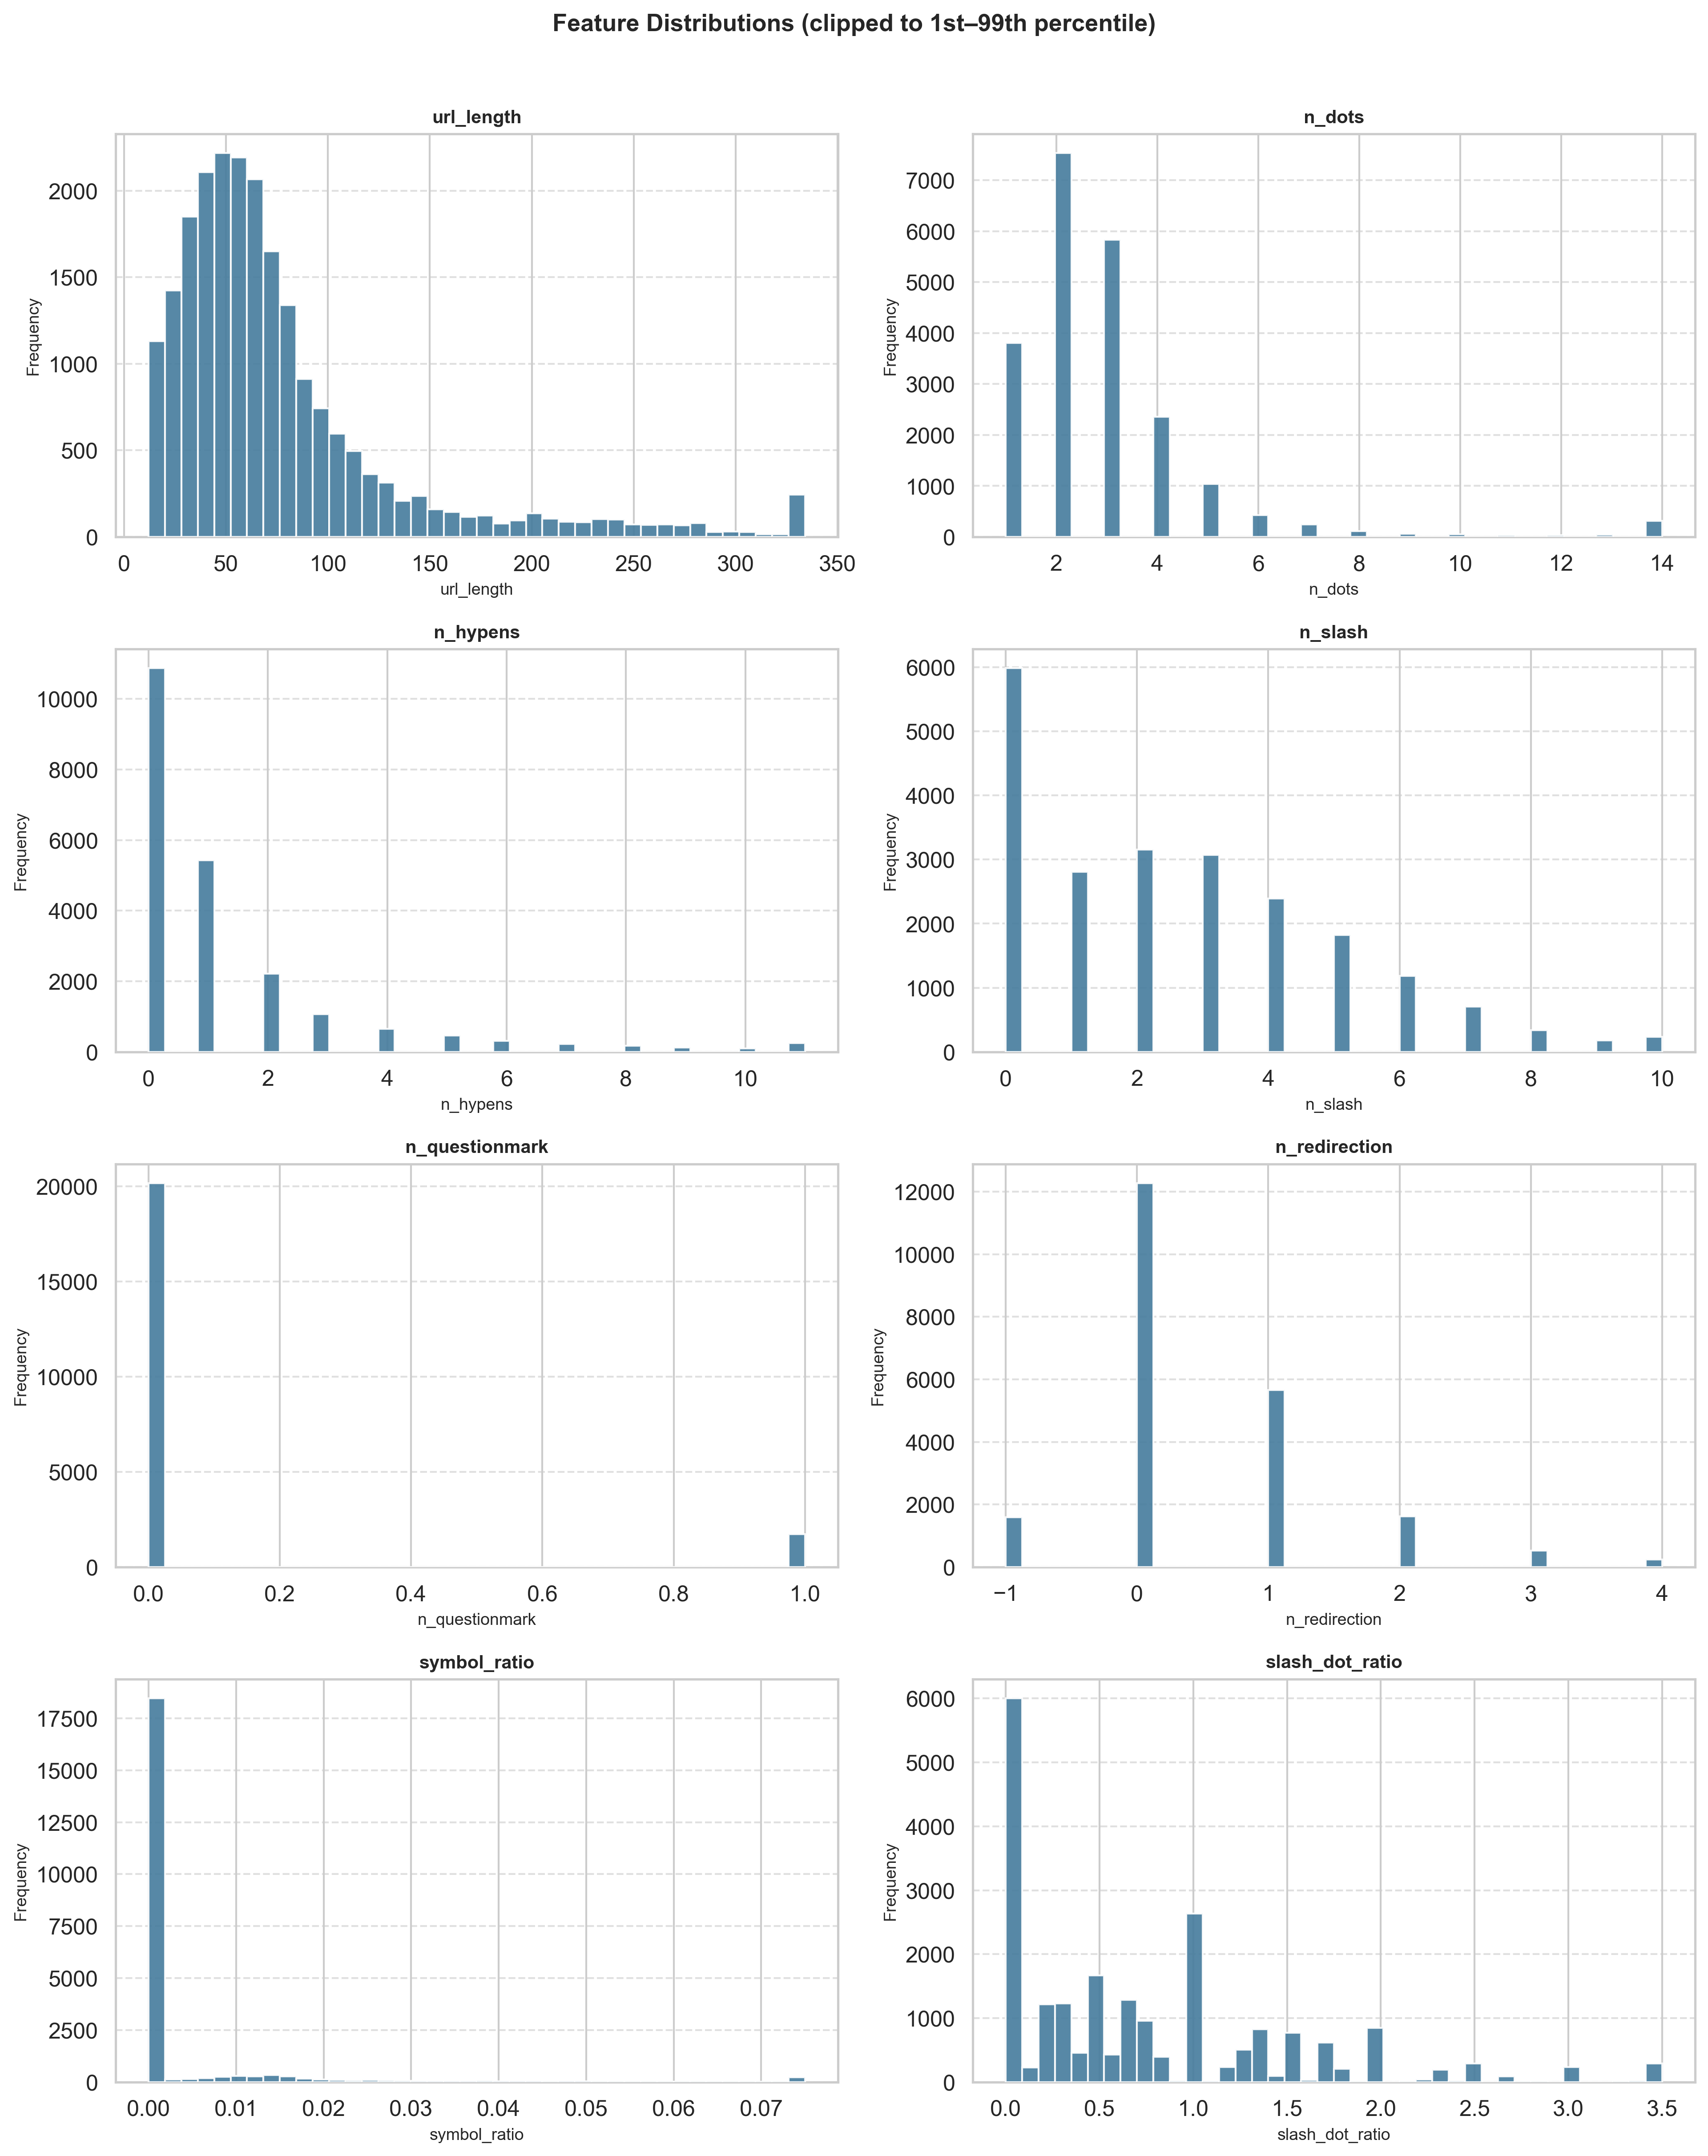 Feature Distributions (clipped to 1st–99th percentile)
url_length
Frequency
2000
1500
1000
500
0
0 50 100 150 200 250 300 350
url_length
n_dots
Frequency
7000
6000
5000
4000
3000
2000
1000
0
2 4 6 8 10 12 14
n_dots
n_hypens
Frequency
10000
8000
6000
4000
2000
0
0 2 4 6 8 10
n_hypens
n_slash
Frequency
6000
5000
4000
3000
2000
1000
0
0 2 4 6 8 10
n_slash
n_questionmark
Frequency
20000
15000
10000
5000
0
0.0 0.2 0.4 0.6 0.8 1.0
n_questionmark
n_redirection
Frequency
12000
10000
8000
6000
4000
2000
0
−1 0 1 2 3 4
n_redirection
symbol_ratio
Frequency
17500
15000
12500
10000
7500
5000
2500
0
0.00 0.01 0.02 0.03 0.04 0.05 0.06 0.07
symbol_ratio
slash_dot_ratio
Frequency
6000
5000
4000
3000
2000
1000
0
0.0 0.5 1.0 1.5 2.0 2.5 3.0 3.5
slash_dot_ratio